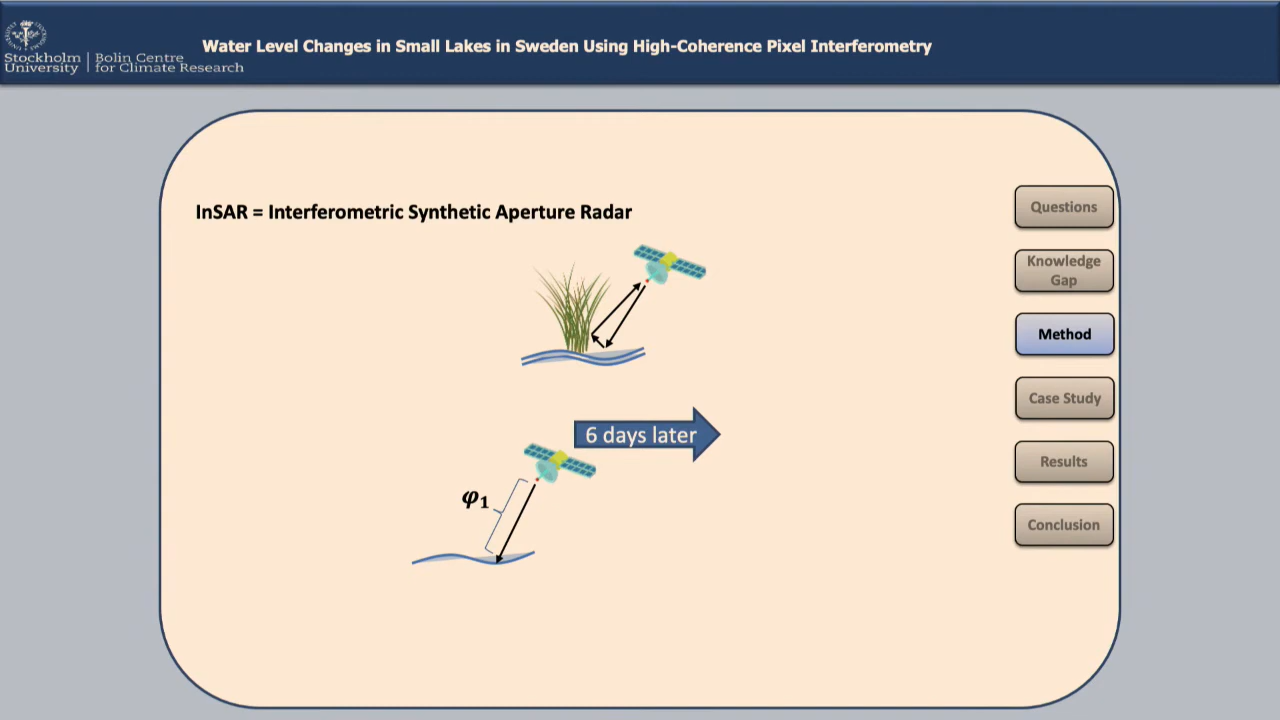 Stockholm University
Bolin Centre for Climate Research
Water Level Changes in Small Lakes in Sweden Using High-Coherence Pixel Interferometry
InSAR = Interferometric Synthetic Aperture Radar
6 days later
φ₁
Questions
Knowledge
Gap
Method
Case Study
Results
Conclusion